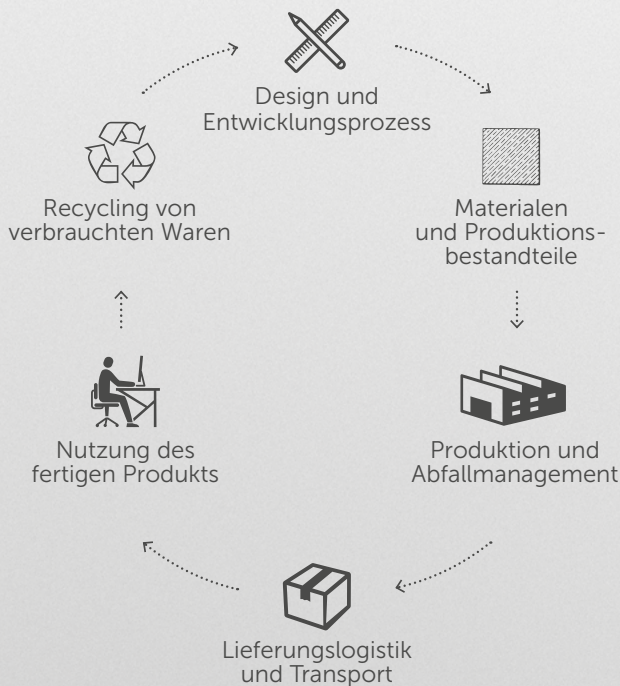 Design und
Entwicklungsprozess
Materialen
und Produktions-
bestandteile
Produktion und
Abfallmanagement
Lieferungslogistik
und Transport
Nutzung des
fertigen Produkts
Recycling von
verbrauchten Waren